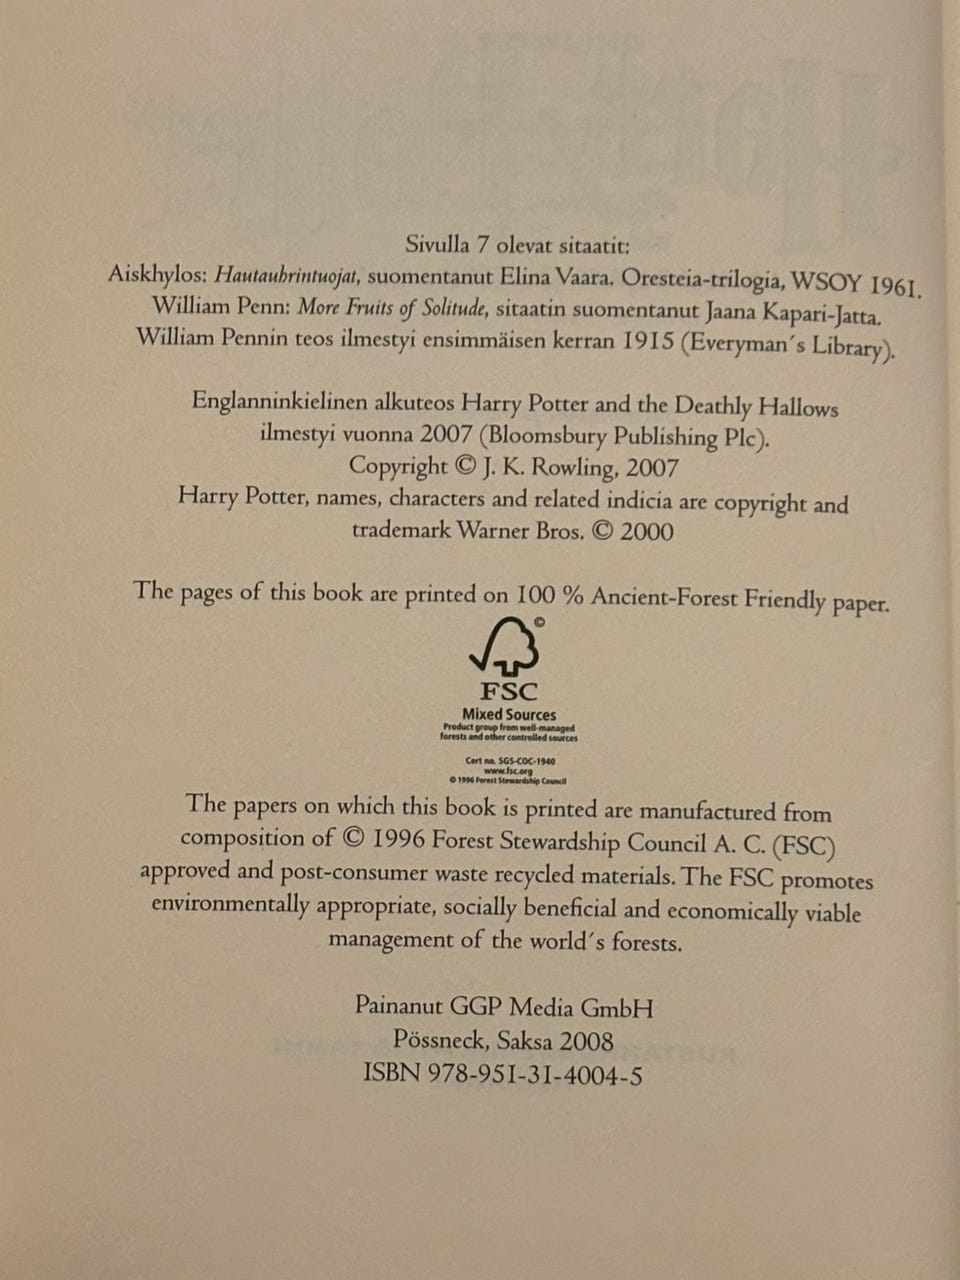 Sivulla 7 olevat sitaatit:
Aiskhylos: Hautauhrintuojat, suomentanut Elina Vaara. Oresteia-trilogia, WSOY 1961.
William Penn: More Fruits of Solitude, sitaatin suomentanut Jaana Kapari-Jatta.
William Pennin teos ilmestyi ensimmäisen kerran 1915 (Everyman´s Library).
Englanninkielinen alkuteos Harry Potter and the Deathly Hallows
ilmestyi vuonna 2007 (Bloomsbury Publishing Plc).
Copyright © J. K. Rowling, 2007
Harry Potter, names, characters and related indicia are copyright and
trademark Warner Bros. © 2000
The pages of this book are printed on 100 % Ancient-Forest Friendly paper.
©
FSC
Mixed Sources
Product group from well-managed
forests and other controlled sources
Cert no. SGS-COC-1940
www.fsc.org
© 1996 Forest Stewardship Council
The papers on which this book is printed are manufactured from
composition of © 1996 Forest Stewardship Council A. C. (FSC)
approved and post-consumer waste recycled materials. The FSC promotes
environmentally appropriate, socially beneficial and economically viable
management of the world´s forests.
Painanut GGP Media GmbH
Pössneck, Saksa 2008
ISBN 978-951-31-4004-5